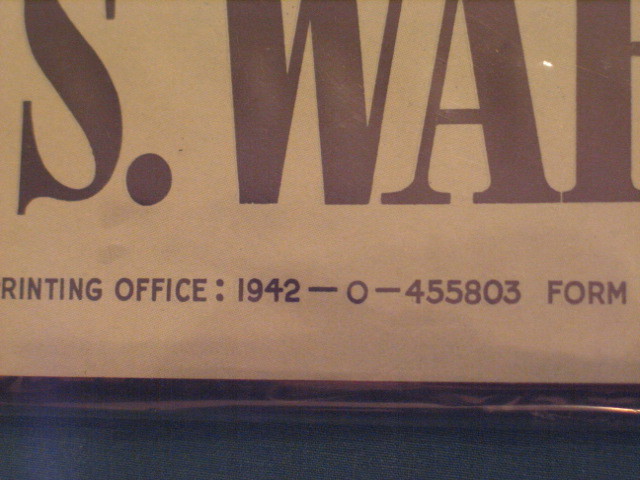 S. WAR
RINTING OFFICE: 1942—O—455803 FORM